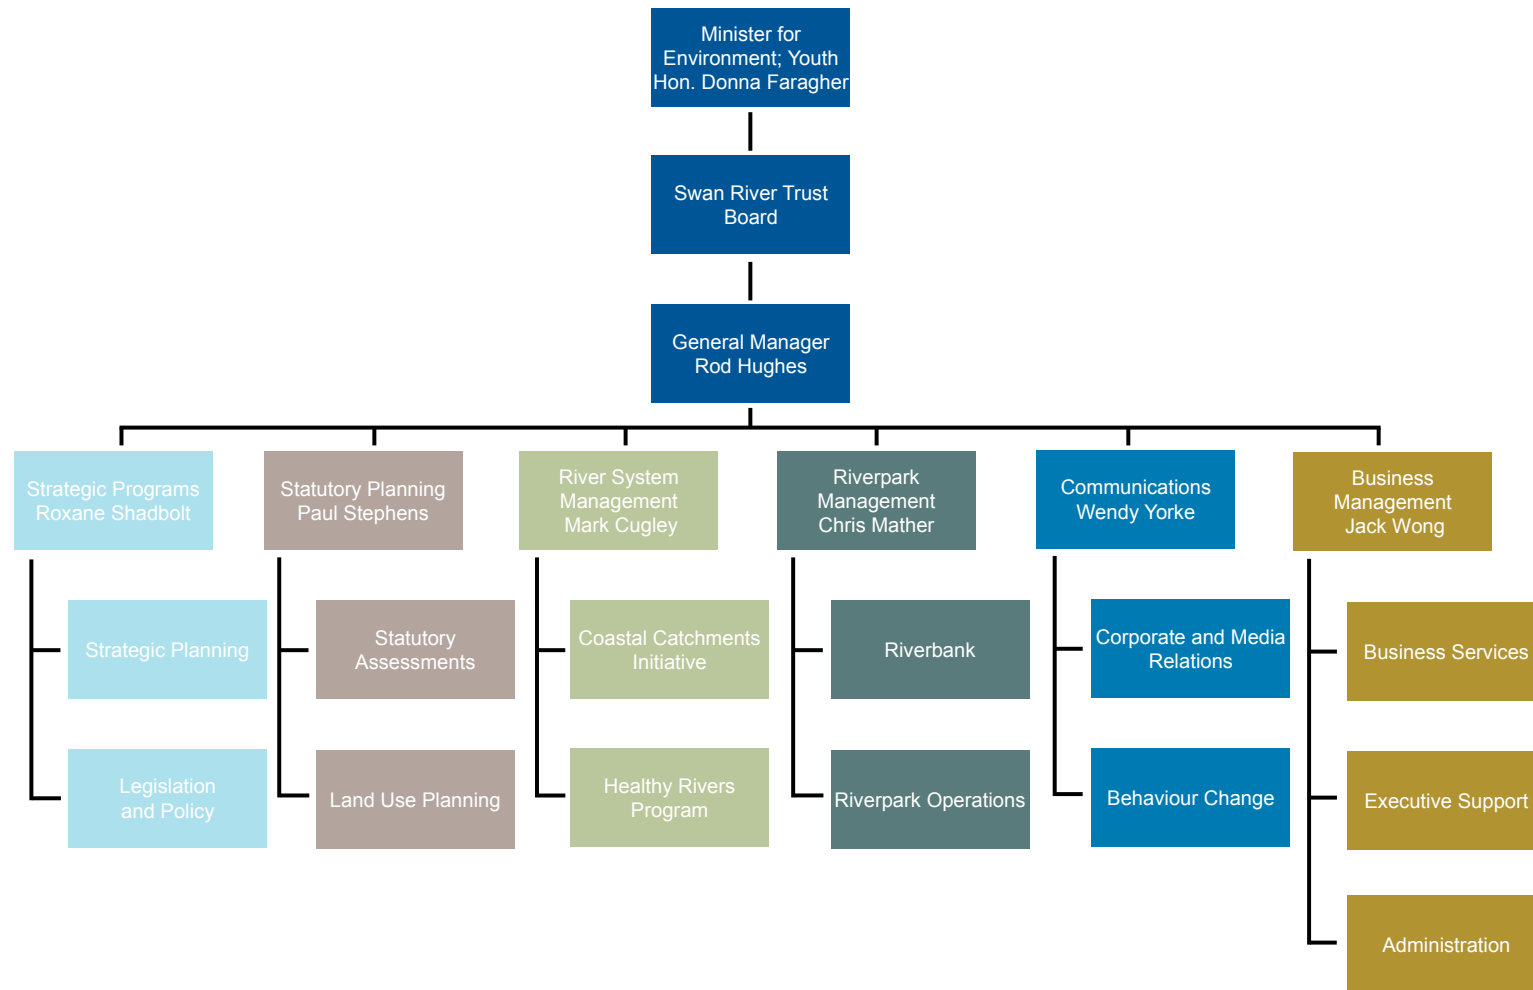 Minister for
Environment; Youth
Hon. Donna Faragher
Swan River Trust
Board
General Manager
Rod Hughes
Strategic Programs
Roxane Shadbolt
Statutory Planning
Paul Stephens
River System
Management
Mark Cugley
Riverpark
Management
Chris Mather
Communications
Wendy Yorke
Business
Management
Jack Wong
Strategic Planning
Statutory
Assessments
Coastal Catchments
Initiative
Riverbank
Corporate and Media
Relations
Business Services
Legislation
and Policy
Land Use Planning
Healthy Rivers
Program
Riverpark Operations
Behaviour Change
Executive Support
Administration